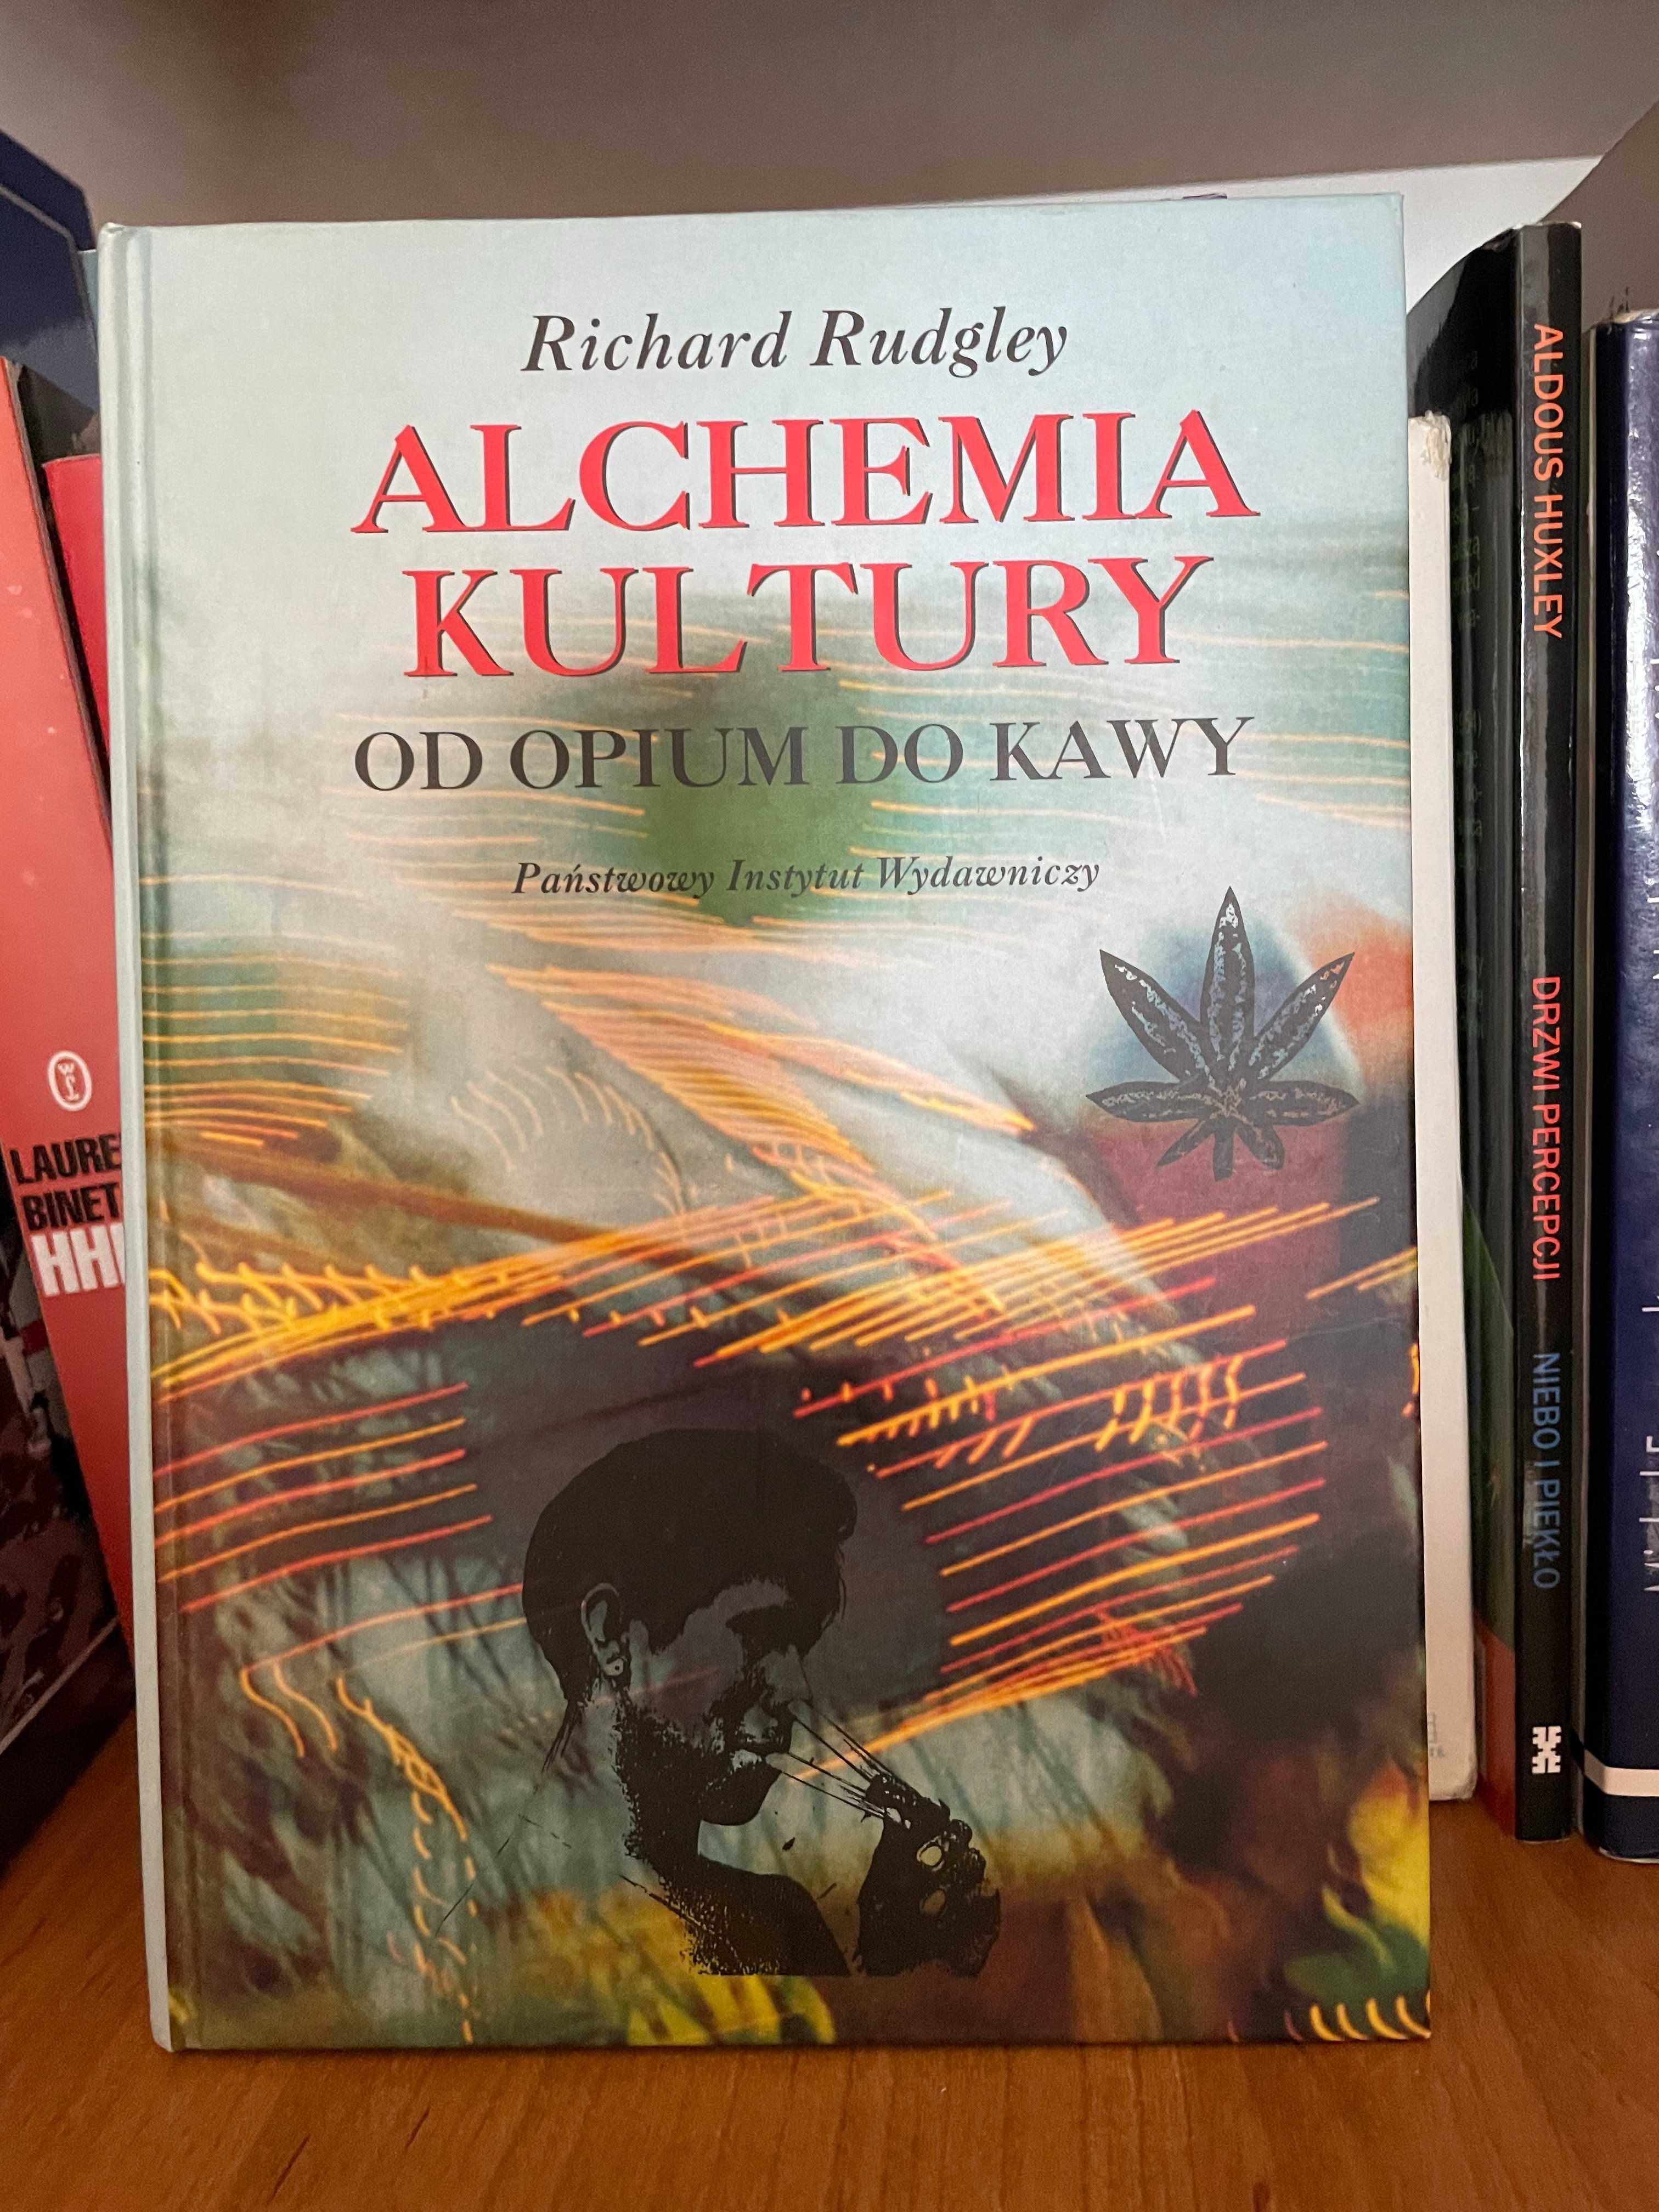 Richard Rudgley
ALCHEMIA
KULTURY
OD OPIUM DO KAWY
Państwowy Instytut Wydawniczy
LAURE
BINET
HHH
ALDOUS HUXLEY
DRZWI PERCEPCJI
NIEBO I PIEKŁO